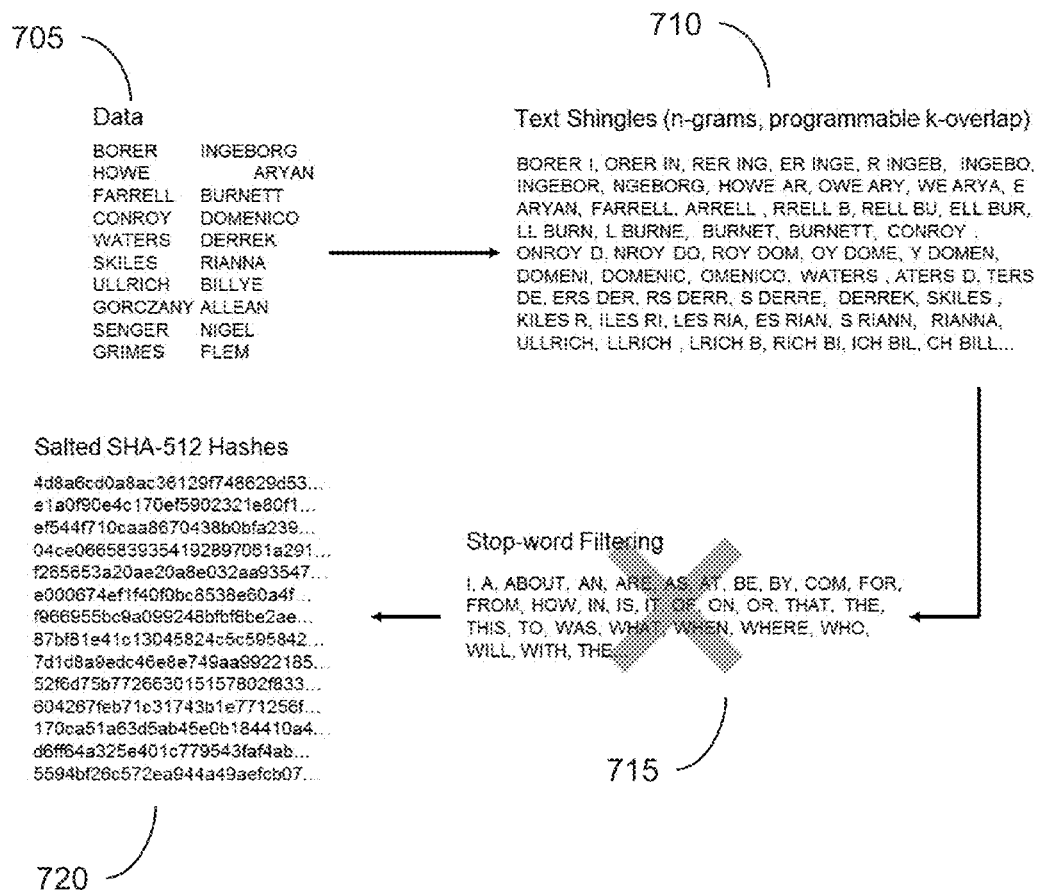 705
Data
BORER INGEBORG
HOWE ARYAN
FARRELL BURNETT
CONROY DOMENICO
WATERS DERREK
SKILES RIANNA
ULLRICH BILLYE
GORCZANY ALLEAN
SENGER NIGEL
GRIMES FLEM
710
Text Shingles (n-grams, programmable k-overlap)
BORER I, ORER IN, RER ING, ER INGE, R INGEB, INGEBO,
INGEBOR, NGEBORG, HOWE AR, OWE ARY, WE ARYA, E
ARYAN, FARRELL, ARRELL , RRELL B, RELL BU, ELL BUR,
LL BURN, L BURNE, BURNET, BURNETT, CONROY ,
ONROY D, NROY DO, ROY DOM, OY DOME, Y DOMEN,
DOMENI, DOMENIC, OMENICO, WATERS , ATERS D, TERS
DE, ERS DER, RS DERR, S DERRE, DERREK, SKILES ,
KILES R, ILES RI, LES RIA, ES RIAN, S RIANN, RIANNA,
ULLRICH, LLRICH , LRICH B, RICH BI, ICH BIL, CH BILL...
Stop-word Filtering
I, A, ABOUT, AN, ARE, AS, AT, BE, BY, COM, FOR,
FROM, HOW, IN, IS, IT, OF, ON, OR, THAT, THE,
THIS, TO, WAS, WHAT, WHEN, WHERE, WHO,
WILL, WITH, THE
715
Salted SHA-512 Hashes
4d8a6cd0a8ac36129f748629d53...
e1a0f90e4c170ef5902321e80f1...
ef544f710caa8670438b0bfa239...
04ce0665839354192897081a291...
f265653a20ae20a8e032aa93547...
e000674ef1f40f0bc8538e60a4f...
f966955bc9a099248bfbf8be2ae...
87bf81e41c13045824c5c595842...
7d1d8a9edc46e8e749aa9922185...
52f6d75b772663015157802f833...
604267feb71c31743b1e771256f...
170ca51a63d5ab45e0b184410a4...
d6ff64a325e401c779543faf4ab...
5594bf26c572ea944a49aefcb07...
720